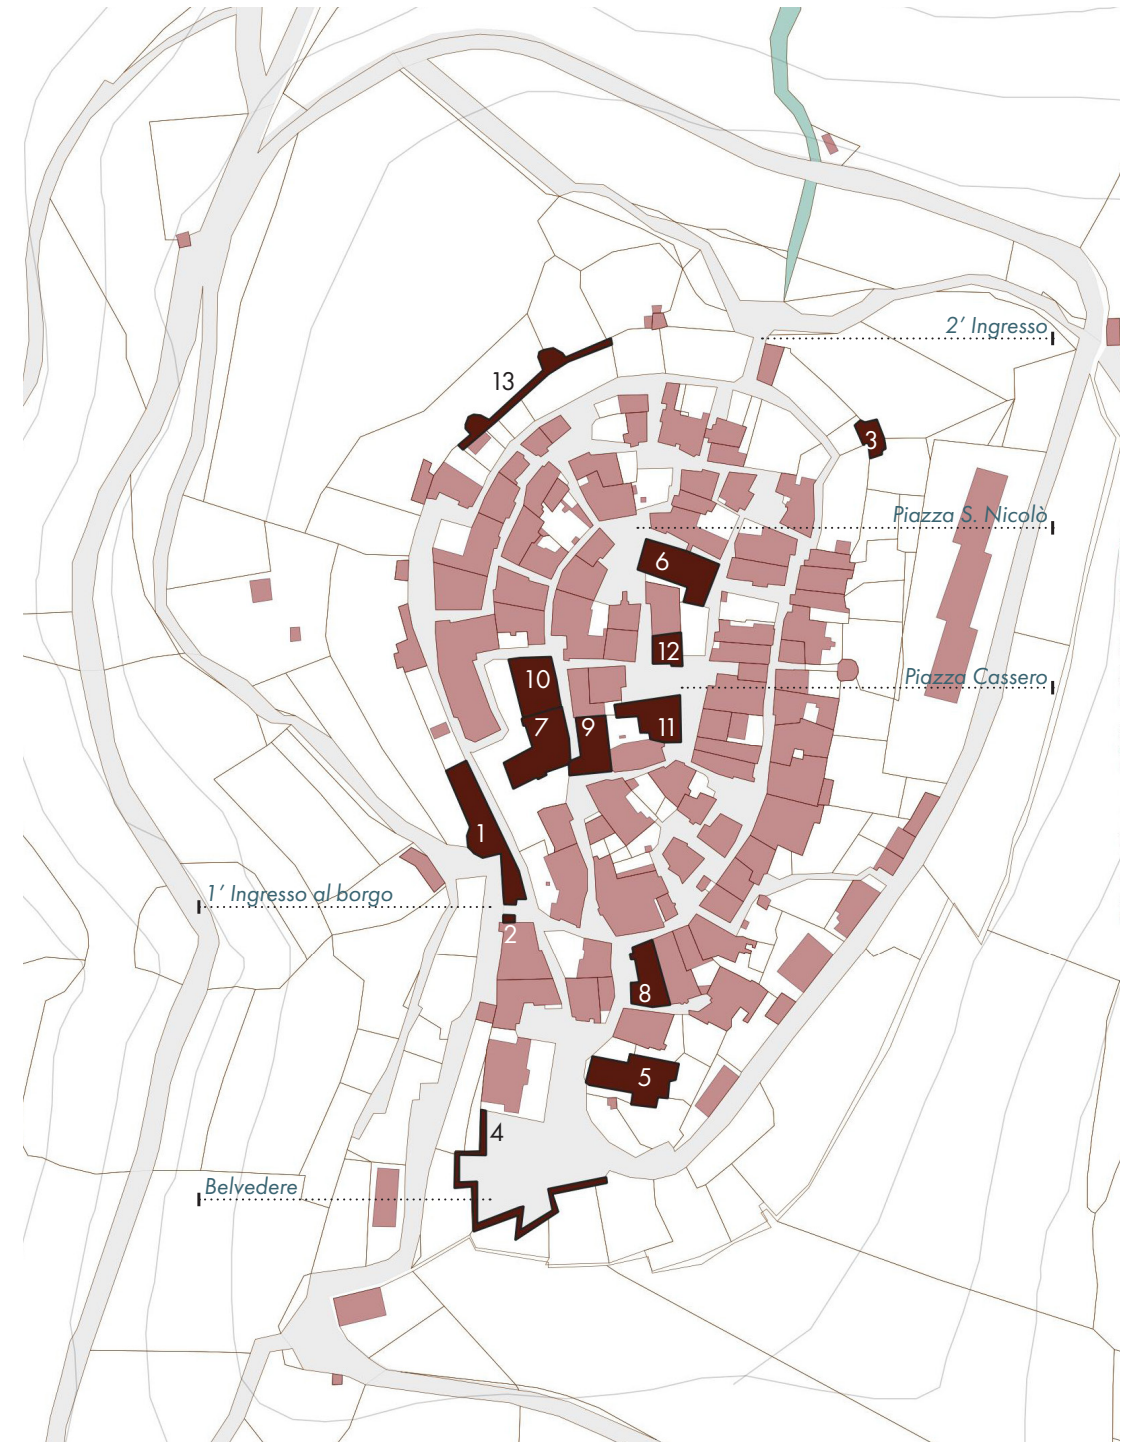 2’ Ingresso
13
3
Piazza S. Nicolò
6
12
10
Piazza Cassero
7
9
11
1
1’ Ingresso al borgo
2
8
5
4
Belvedere